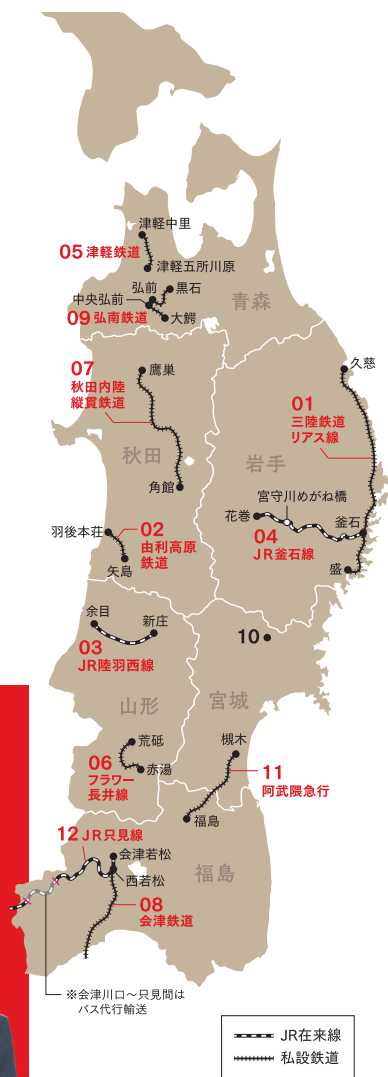 津軽中里
05 津軽鉄道
津軽五所川原
弘前
黒石
中央弘前
09 弘南鉄道
大鰐
青森
07
秋田内陸
縦貫鉄道
鷹巣
秋田
角館
久慈
01
三陸鉄道
リアス線
岩手
宮守川めがね橋
花巻
釜石
04
JR釜石線
盛
羽後本荘
02
由利高原
鉄道
矢島
余目
新庄
03
JR陸羽西線
10
山形
宮城
荒砥
06
フラワー
長井線
赤湯
槻木
11
阿武隈急行
福島
12 JR只見線
会津若松
西若松
福島
08
会津鉄道
※会津川口〜只見間は
バス代行輸送
JR在来線
私設鉄道